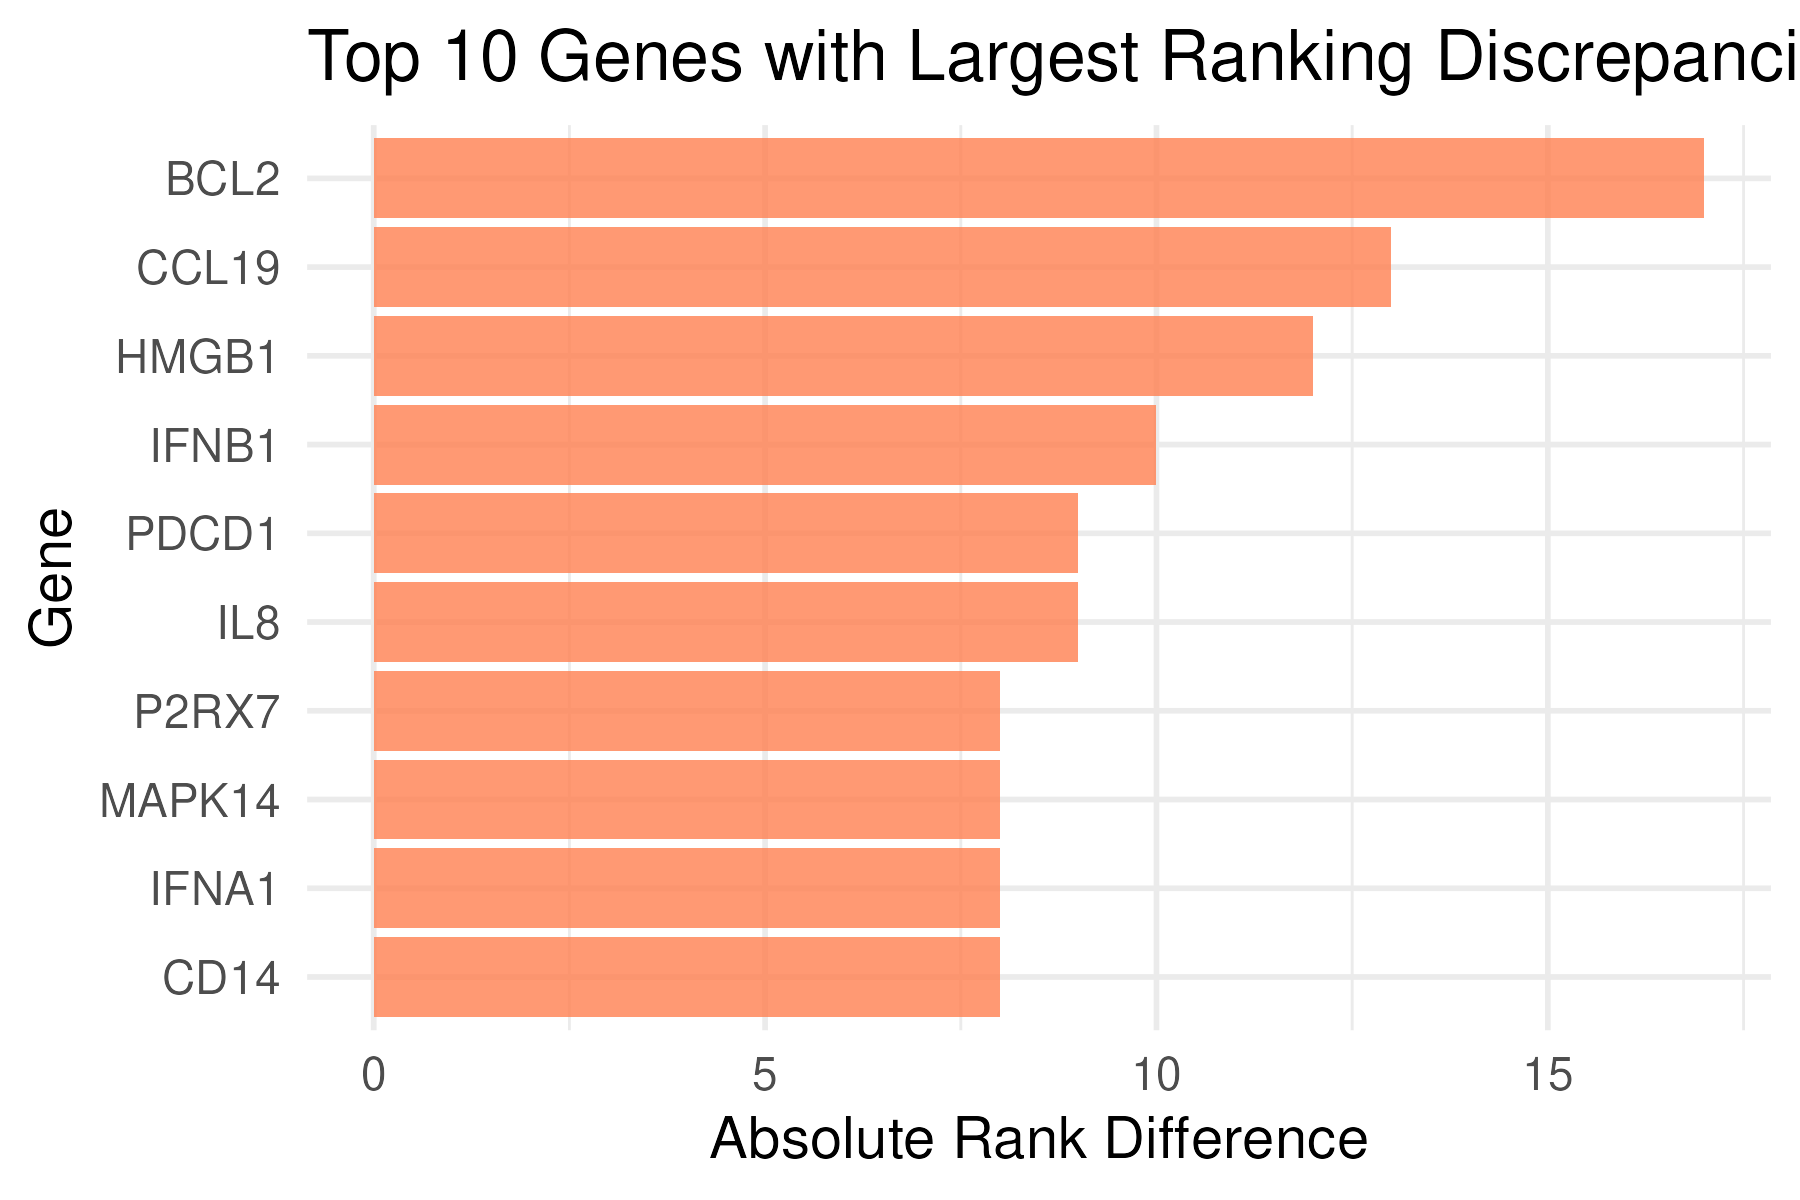 Top 10 Genes with Largest Ranking Discrepanci
BCL2
CCL19
HMGB1
IFNB1
PDCD1
IL8
P2RX7
MAPK14
IFNA1
CD14
Gene
0 5 10 15
Absolute Rank Difference